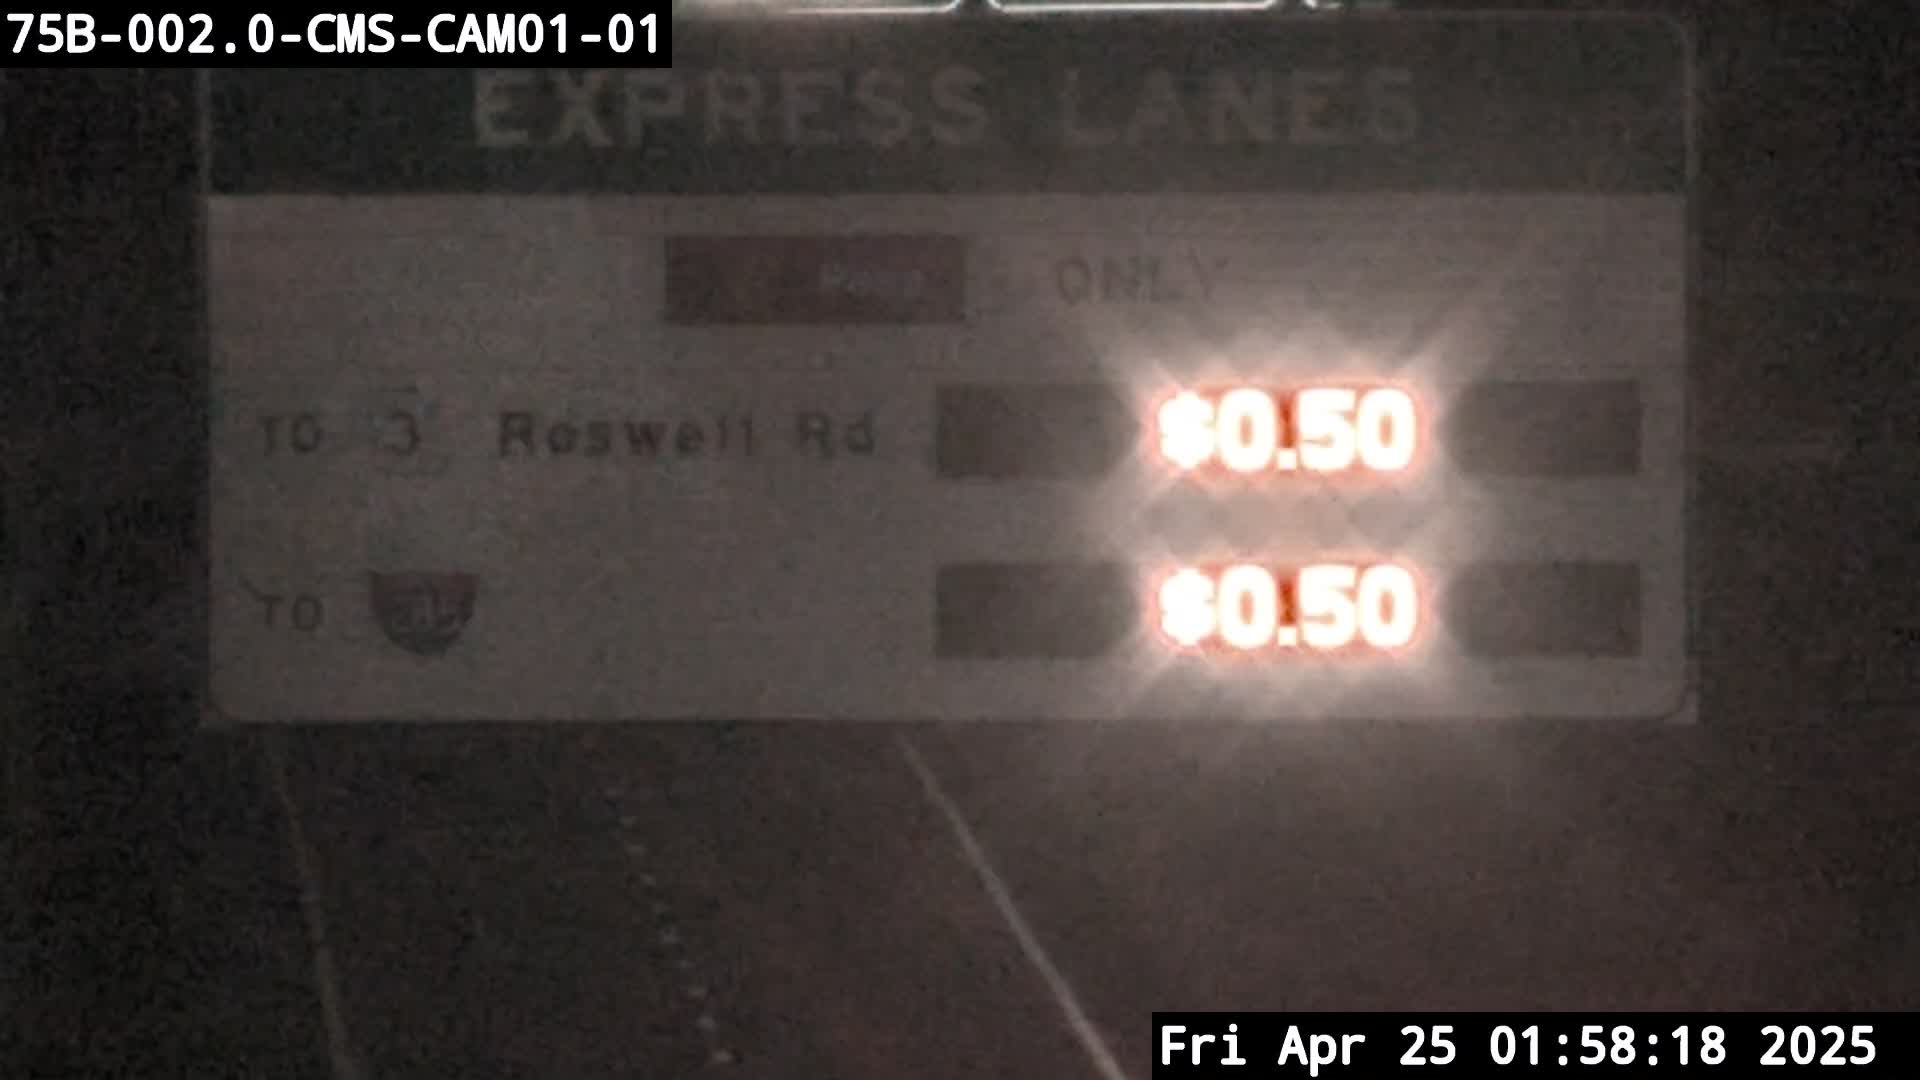 75B-002.0-CMS-CAM01-01
EXPRESS LANES
ONLY
TO 3 Roswell Rd $0.50
TO $0.50
Fri Apr 25 01:58:18 2025